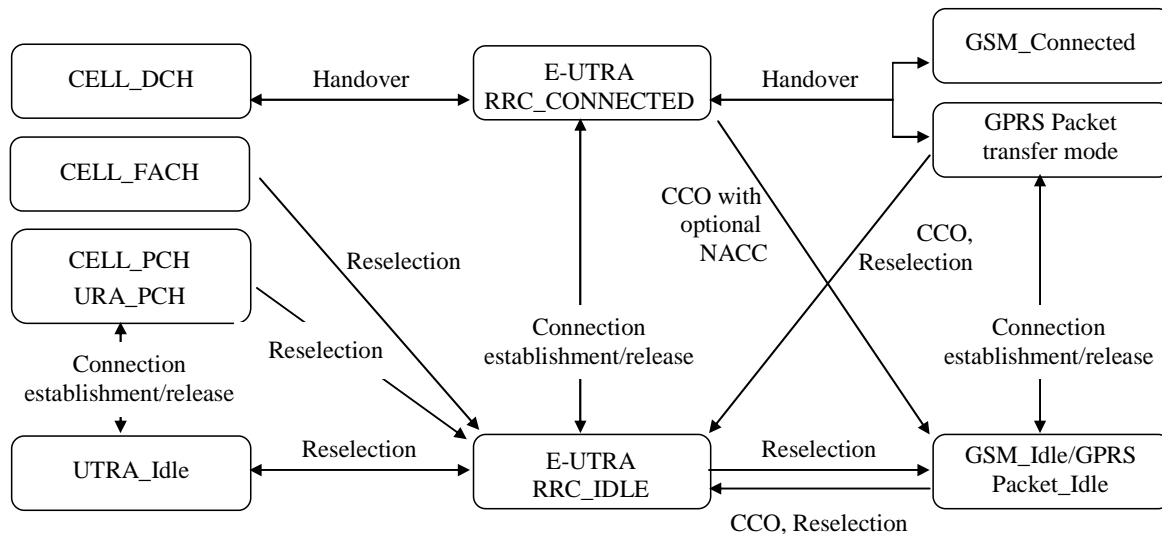 GSM_Connected
CELL_DCH
Handover
E-UTRA
RRC_CONNECTED
Handover
GPRS Packet
transfer mode
CELL_FACH
CCO with
optional
NACC
CCO,
Reselection
CELL_PCH
URA_PCH
Reselection
Reselection
Connection
establishment/release
Connection
establishment/release
Connection
establishment/release
UTRA_Idle
Reselection
E-UTRA
RRC_IDLE
Reselection
GSM_Idle/GPRS
Packet_Idle
CCO, Reselection